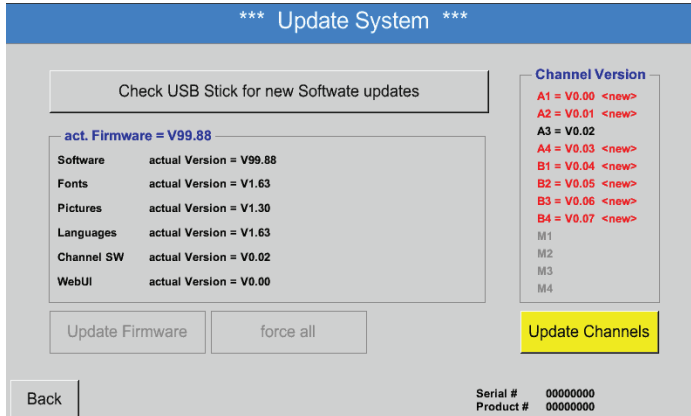 *** Update System ***
Check USB Stick for new Softwate updates
act. Firmware = V99.88
Software actual Version = V99.88
Fonts actual Version = V1.63
Pictures actual Version = V1.30
Languages actual Version = V1.63
Channel SW actual Version = V0.02
WebUI actual Version = V0.00
Update Firmware
force all
Channel Version
A1 = V0.00 <new>
A2 = V0.01 <new>
A3 = V0.02
A4 = V0.03 <new>
B1 = V0.04 <new>
B2 = V0.05 <new>
B3 = V0.06 <new>
B4 = V0.07 <new>
M1
M2
M3
M4
Update Channels
Back
Serial # 00000000
Product # 00000000